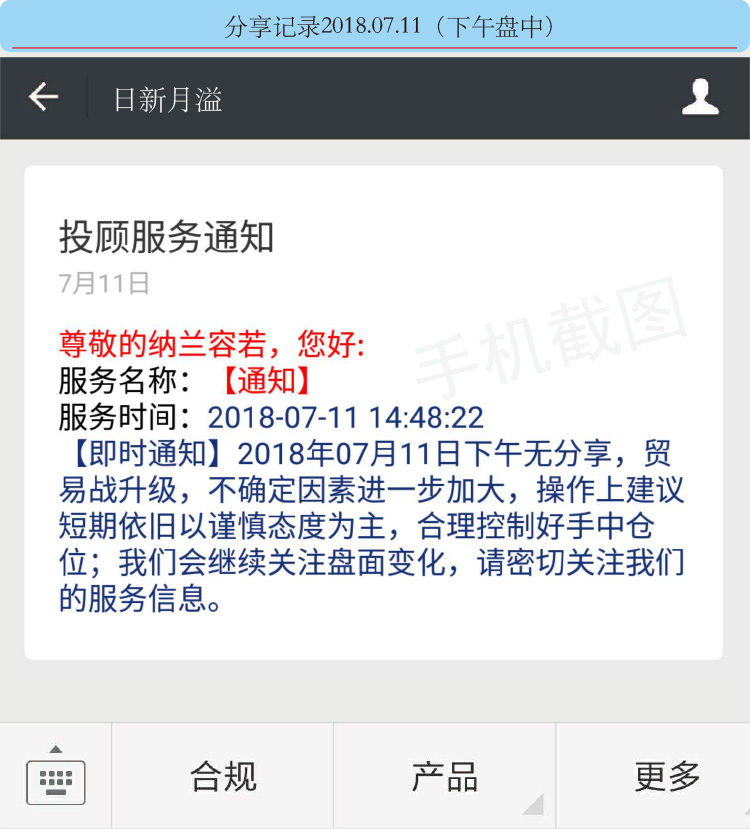 分享记录2018.07.11（下午盘中）
日新月溢
投顾服务通知
7月11日
手机截图
尊敬的纳兰容若，您好:
服务名称：【通知】
服务时间：2018-07-11 14:48:22
【即时通知】2018年07月11日下午无分享，贸
易战升级，不确定因素进一步加大，操作上建议
短期依旧以谨慎态度为主，合理控制好手中仓
位；我们会继续关注盘面变化，请密切关注我们
的服务信息。
合规
产品
更多